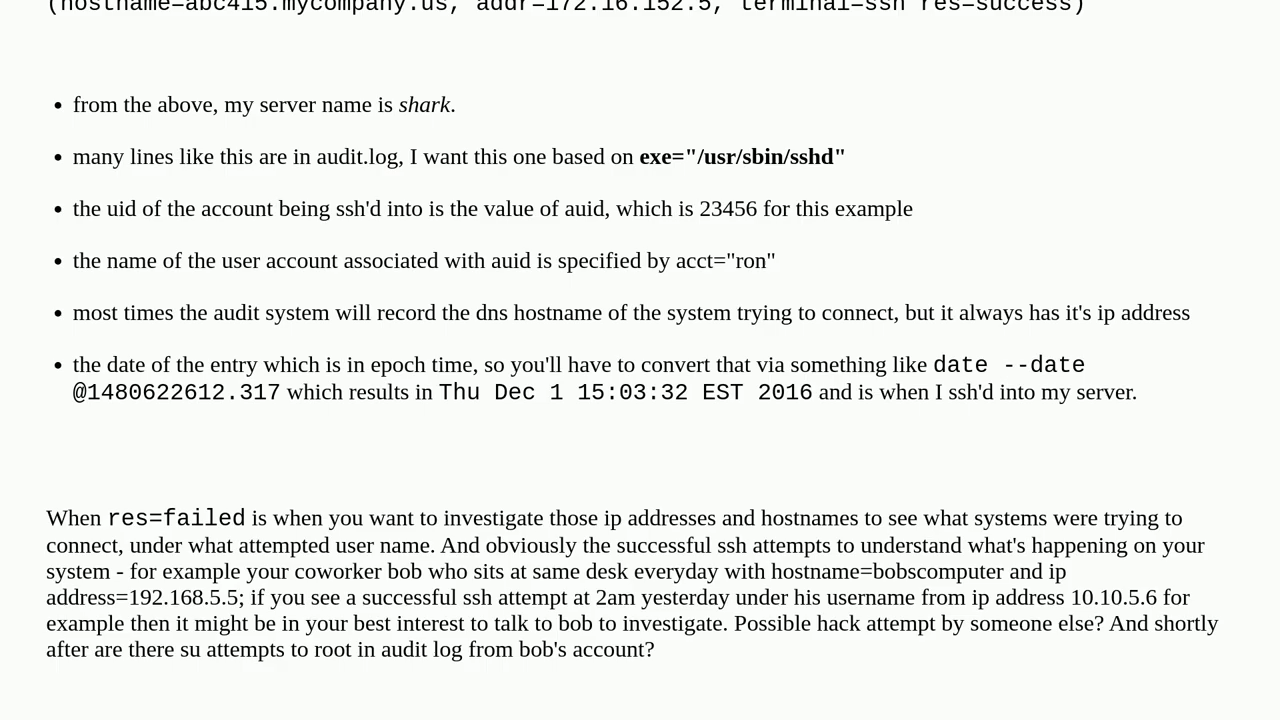 (hostname=abc415.mycompany.us, addr=172.16.152.5, terminal=ssh res=success)
• from the above, my server name is shark.
• many lines like this are in audit.log, I want this one based on exe="/usr/sbin/sshd"
• the uid of the account being ssh'd into is the value of auid, which is 23456 for this example
• the name of the user account associated with auid is specified by acct="ron"
• most times the audit system will record the dns hostname of the system trying to connect, but it always has it's ip address
• the date of the entry which is in epoch time, so you'll have to convert that via something like date --date
@1480622612.317 which results in Thu Dec 1 15:03:32 EST 2016 and is when I ssh'd into my server.
When res=failed is when you want to investigate those ip addresses and hostnames to see what systems were trying to
connect, under what attempted user name. And obviously the successful ssh attempts to understand what's happening on your
system - for example your coworker bob who sits at same desk everyday with hostname=bobscomputer and ip
address=192.168.5.5; if you see a successful ssh attempt at 2am yesterday under his username from ip address 10.10.5.6 for
example then it might be in your best interest to talk to bob to investigate. Possible hack attempt by someone else? And shortly
after are there su attempts to root in audit log from bob's account?